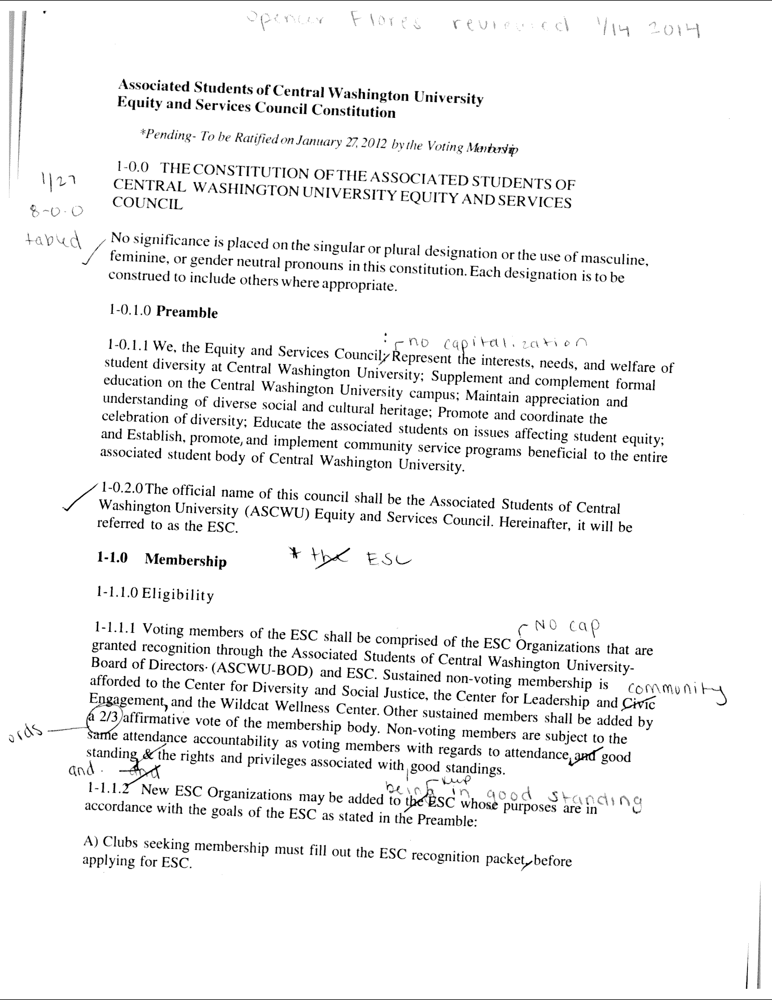 Spencer Flores reviewed 1/14 2014
Associated Students of Central Washington University
Equity and Services Council Constitution
*Pending- To be Ratified on January 27, 2012 by the Voting Membership
1-0.0 THE CONSTITUTION OF THE ASSOCIATED STUDENTS OF
CENTRAL WASHINGTON UNIVERSITY EQUITY AND SERVICES
COUNCIL
1/27
8-0-0
tabled
No significance is placed on the singular or plural designation or the use of masculine,
feminine, or gender neutral pronouns in this constitution. Each designation is to be
construed to include others where appropriate.
1-0.1.0 Preamble
: no capitalization
1-0.1.1 We, the Equity and Services Council; Represent the interests, needs, and welfare of
student diversity at Central Washington University; Supplement and complement formal
education on the Central Washington University campus; Maintain appreciation and
understanding of diverse social and cultural heritage; Promote and coordinate the
celebration of diversity; Educate the associated students on issues affecting student equity;
and Establish, promote, and implement community service programs beneficial to the entire
associated student body of Central Washington University.
1-0.2.0 The official name of this council shall be the Associated Students of Central
Washington University (ASCWU) Equity and Services Council. Hereinafter, it will be
referred to as the ESC.
1-1.0 Membership
* the ESC
1-1.1.0 Eligibility
NO cap
1-1.1.1 Voting members of the ESC shall be comprised of the ESC Organizations that are
granted recognition through the Associated Students of Central Washington University-
Board of Directors· (ASCWU-BOD) and ESC. Sustained non-voting membership is
community
afforded to the Center for Diversity and Social Justice, the Center for Leadership and Civic
Engagement, and the Wildcat Wellness Center. Other sustained members shall be added by
a 2/3 affirmative vote of the membership body. Non-voting members are subject to the
ords
same attendance accountability as voting members with regards to attendance, and good
standing, & the rights and privileges associated with good standings.
and. and
being in good standing
keep
1-1.1.2 New ESC Organizations may be added to the ESC whose purposes are in
accordance with the goals of the ESC as stated in the Preamble:
A) Clubs seeking membership must fill out the ESC recognition packet, before
applying for ESC.